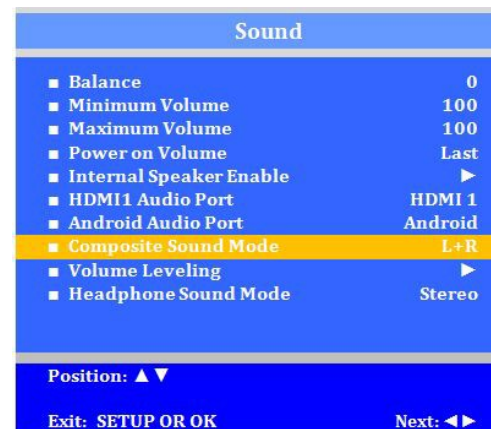 Sound
■ Balance 0
■ Minimum Volume 100
■ Maximum Volume 100
■ Power on Volume Last
■ Internal Speaker Enable ▶
■ HDMI1 Audio Port HDMI 1
■ Android Audio Port Android
■ Composite Sound Mode L+R
■ Volume Leveling ▶
■ Headphone Sound Mode Stereo
Position: ▲▼
Exit: SETUP OR OK Next: ◀▶